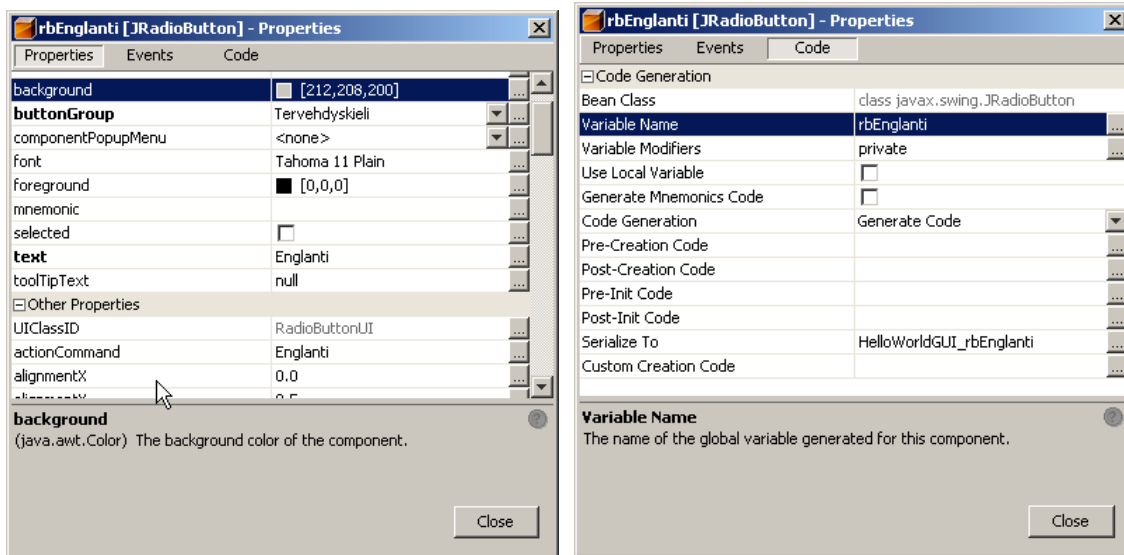 rbEnglanti [JRadioButton] - Properties
Properties Events Code
background [212,208,200] ...
buttonGroup Tervehdyskieli ...
componentPopupMenu <none> ...
font Tahoma 11 Plain ...
foreground [0,0,0] ...
mnemonic ...
selected ...
text Englanti ...
toolTipText null ...
Other Properties
UIClassID RadioButtonUI ...
actionCommand Englanti ...
alignmentX 0.0 ...
background
(java.awt.Color) The background color of the component.
Close
rbEnglanti [JRadioButton] - Properties
Properties Events Code
Code Generation
Bean Class class javax.swing.JRadioButton
Variable Name rbEnglanti ...
Variable Modifiers private ...
Use Local Variable
Generate Mnemonics Code
Code Generation Generate Code
Pre-Creation Code ...
Post-Creation Code ...
Pre-Init Code ...
Post-Init Code ...
Serialize To HelloWorldGUI_rbEnglanti ...
Custom Creation Code ...
Variable Name
The name of the global variable generated for this component.
Close